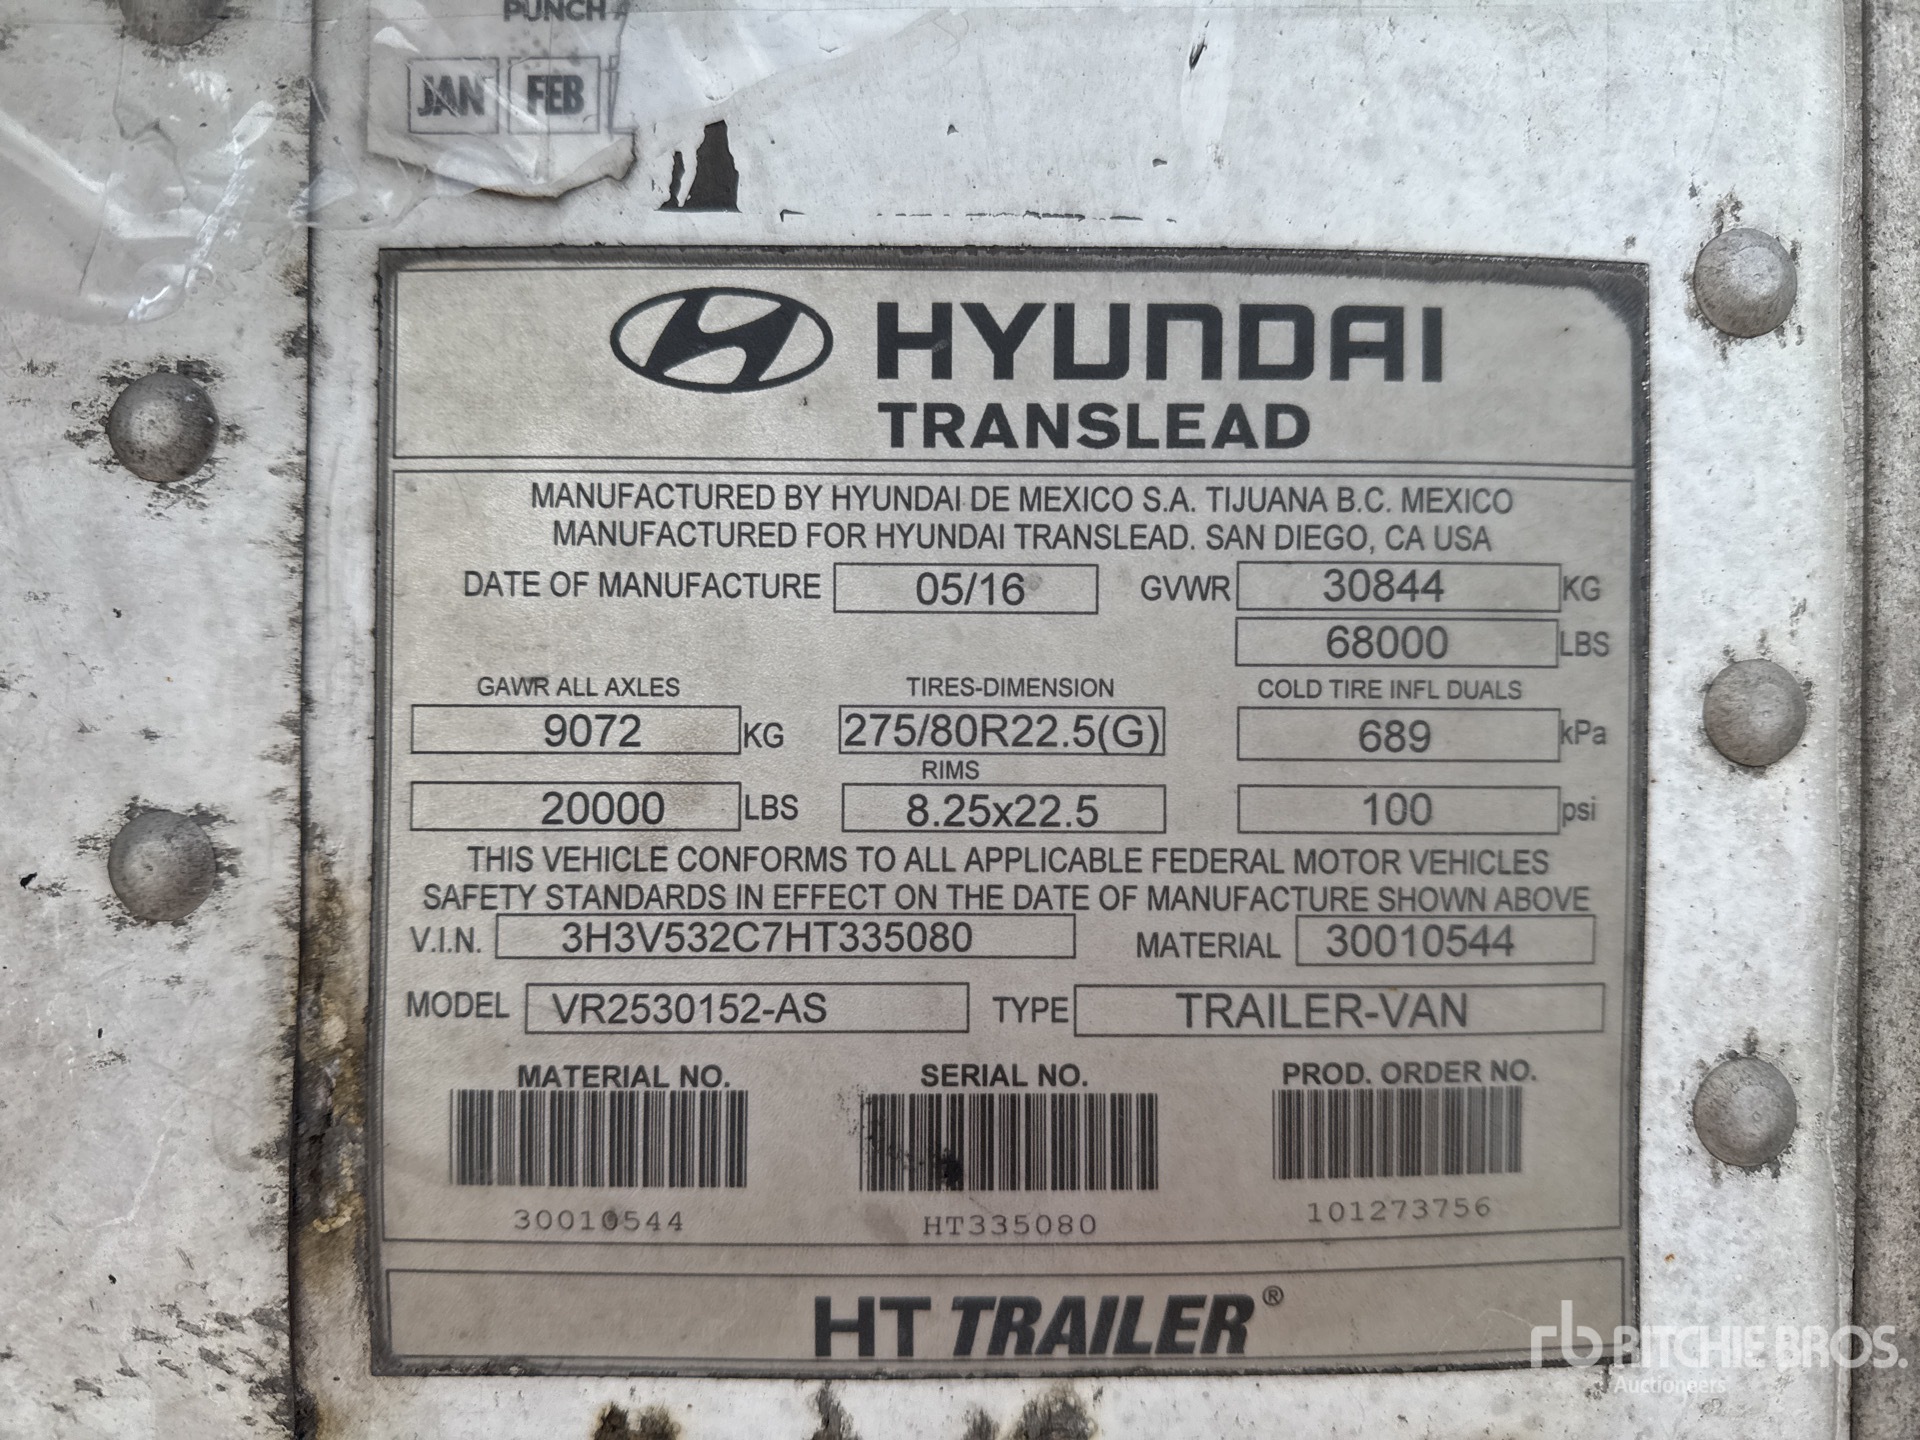 PUNCH
JAN FEB
HYUNDAI
TRANSLEAD
MANUFACTURED BY HYUNDAI DE MEXICO S.A. TIJUANA B.C. MEXICO
MANUFACTURED FOR HYUNDAI TRANSLEAD. SAN DIEGO, CA USA
DATE OF MANUFACTURE 05/16 GVWR 30844 KG
68000 LBS
GAWR ALL AXLES TIRES-DIMENSION COLD TIRE INFL DUALS
9072 KG 275/80R22.5(G) 689 kPa
RIMS
20000 LBS 8.25x22.5 100 psi
THIS VEHICLE CONFORMS TO ALL APPLICABLE FEDERAL MOTOR VEHICLES
SAFETY STANDARDS IN EFFECT ON THE DATE OF MANUFACTURE SHOWN ABOVE
V.I.N. 3H3V532C7HT335080 MATERIAL 30010544
MODEL VR2530152-AS TYPE TRAILER-VAN
MATERIAL NO. SERIAL NO. PROD. ORDER NO.
30010544 HT335080 101273756
HT TRAILER®
rb RITCHIE BROS.
Auctioneers